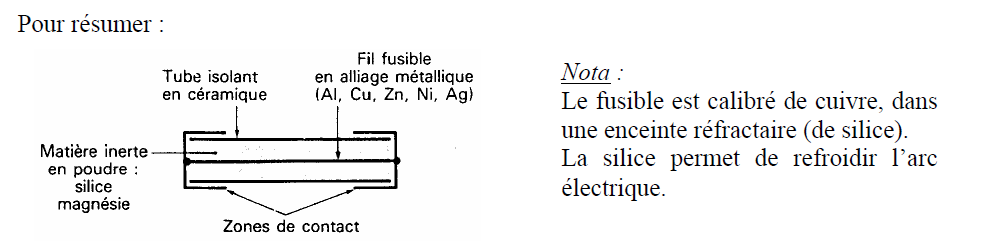 Pour résumer :
Fil fusible
en alliage métallique
(Al, Cu, Zn, Ni, Ag)
Tube isolant
en céramique
Matière inerte
en poudre :
silice
magnésie
Zones de contact
Nota :
Le fusible est calibré de cuivre, dans
une enceinte réfractaire (de silice).
La silice permet de refroidir l’arc
électrique.